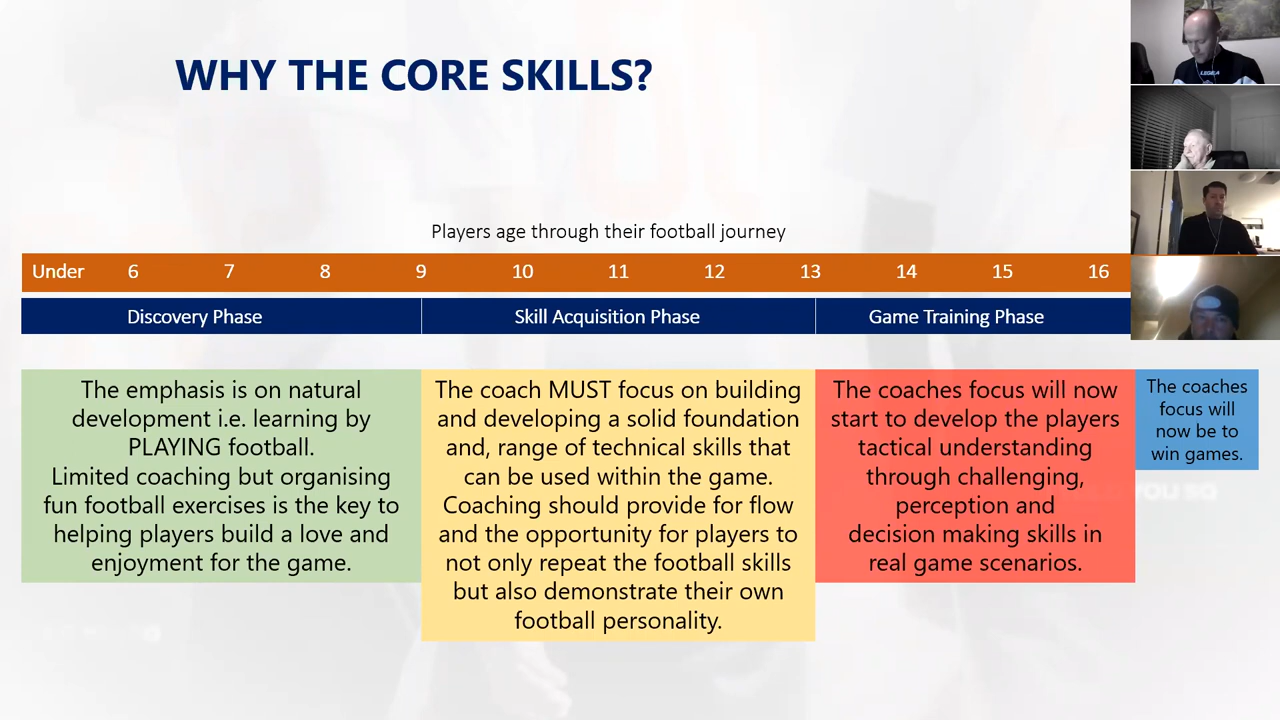 WHY THE CORE SKILLS?
LEGEA
Players age through their football journey
Under 6 7 8 9 10 11 12 13 14 15 16
Discovery Phase Skill Acquisition Phase Game Training Phase
The emphasis is on natural
development i.e. learning by
PLAYING football.
Limited coaching but organising
fun football exercises is the key to
helping players build a love and
enjoyment for the game.
The coach MUST focus on building
and developing a solid foundation
and, range of technical skills that
can be used within the game.
Coaching should provide for flow
and the opportunity for players to
not only repeat the football skills
but also demonstrate their own
football personality.
The coaches focus will now
start to develop the players
tactical understanding
through challenging,
perception and
decision making skills in
real game scenarios.
The coaches
focus will
now be to
win games.